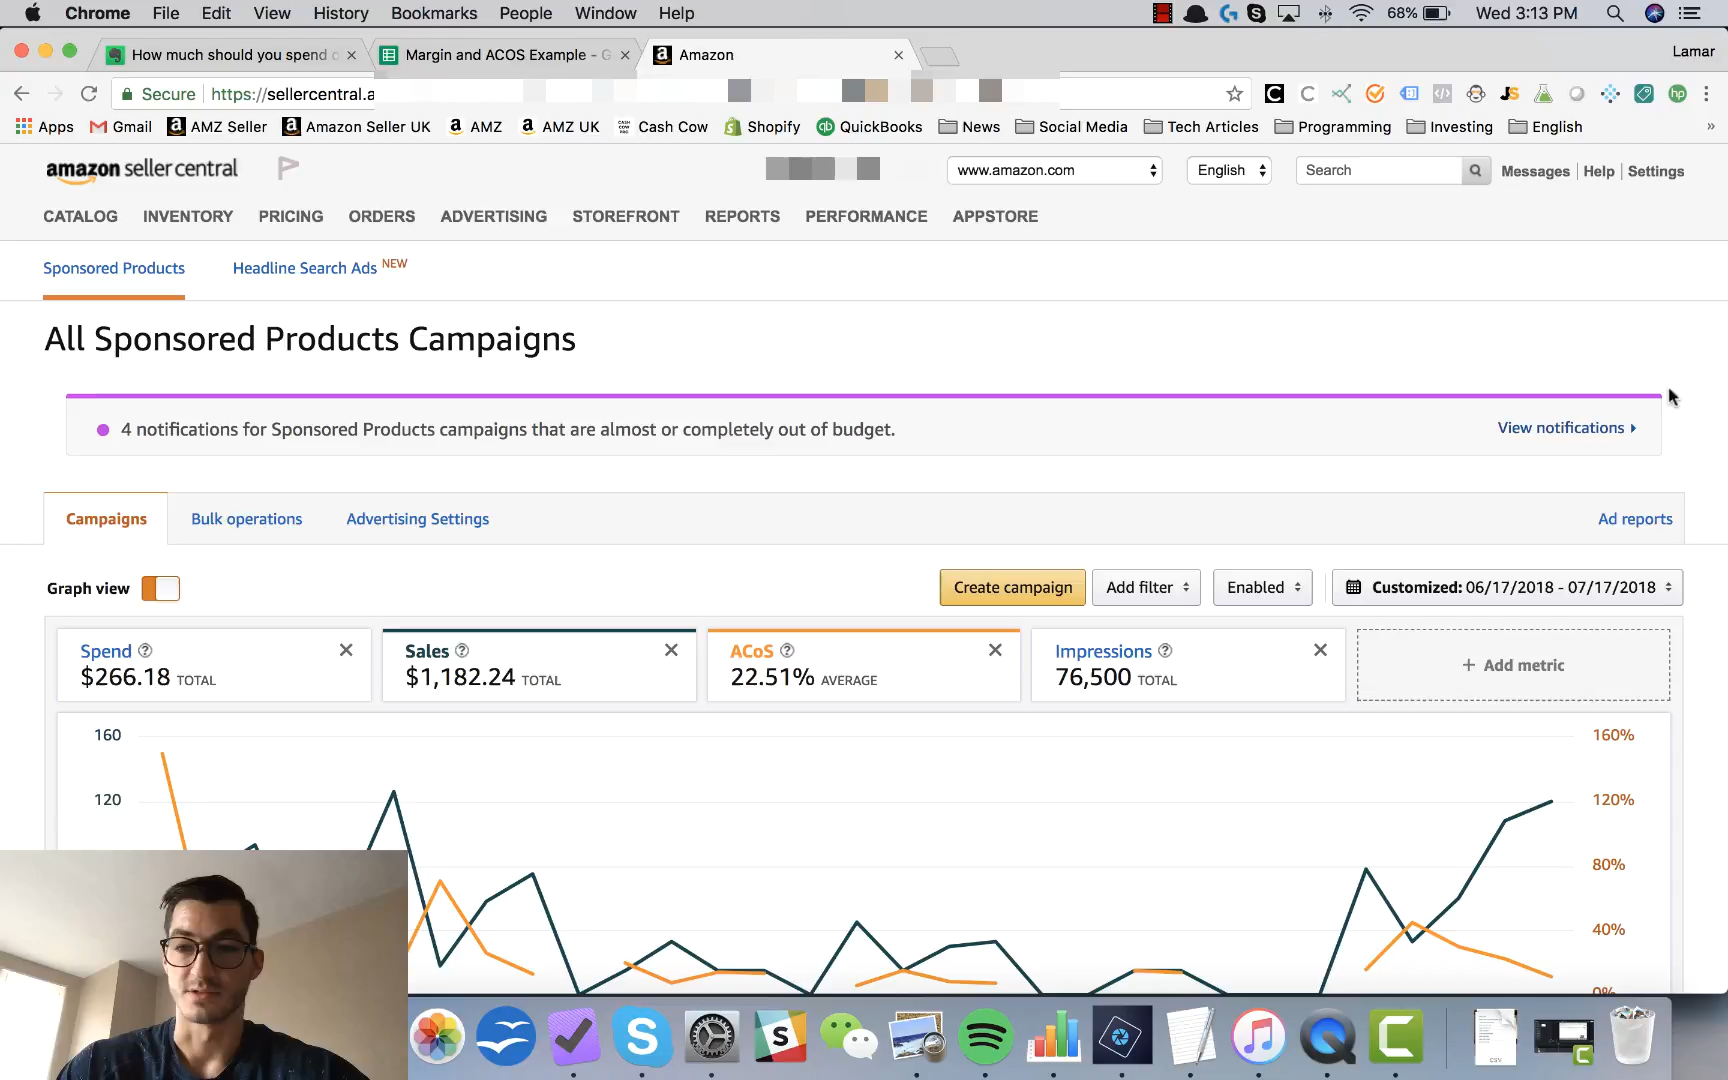 Chrome File Edit View History Bookmarks People Window Help 68% Wed 3:13 PM
How much should you spend o
Margin and ACOS Example - G
Amazon
Lamar
Secure https://sellercentral.a
Apps Gmail AMZ Seller Amazon Seller UK AMZ AMZ UK Cash Cow Shopify QuickBooks News Social Media Tech Articles Programming Investing English »
amazon seller central www.amazon.com English Search Messages Help Settings
CATALOG INVENTORY PRICING ORDERS ADVERTISING STOREFRONT REPORTS PERFORMANCE APPSTORE
Sponsored Products Headline Search Ads NEW
All Sponsored Products Campaigns
4 notifications for Sponsored Products campaigns that are almost or completely out of budget. View notifications
Campaigns Bulk operations Advertising Settings Ad reports
Graph view Create campaign Add filter Enabled Customized: 06/17/2018 - 07/17/2018
Spend Sales ACoS Impressions
+ Add metric
$266.18 TOTAL $1,182.24 TOTAL 22.51% AVERAGE 76,500 TOTAL
160 160%
120 120%
80%
40%
0%